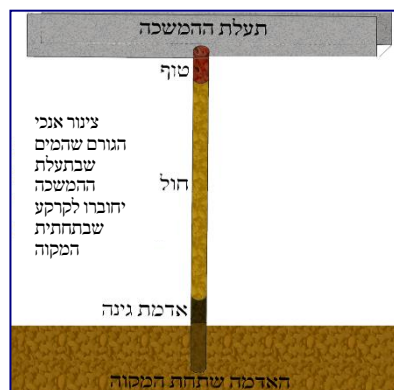 תעלת ההמשכה
טוף
צינור אנכי
הגורם שהמים
שבתעלת
ההמשכה
יחוברו לקרקע
שבתחתית
המקוה
חול
אדמת גינה
האדמה שתחת המקוה